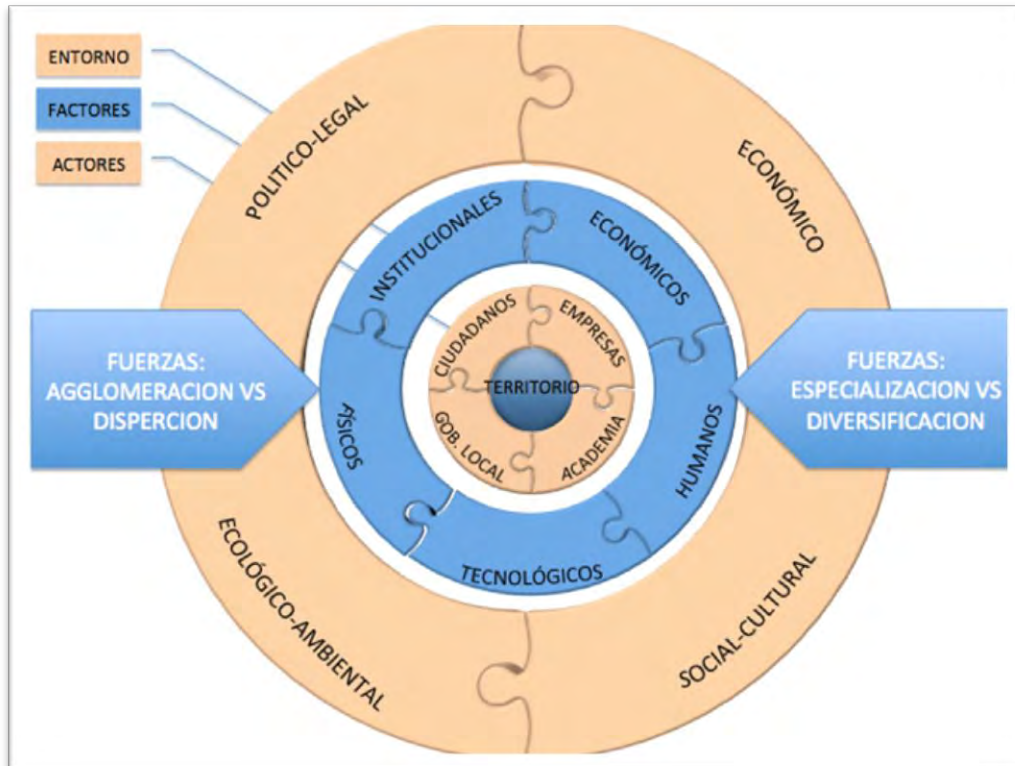 ENTORNO
FACTORES
ACTORES
POLITICO-LEGAL
ECONÓMICO
INSTITUCIONALES
ECONÓMICOS
CIUDADANOS
EMPRESAS
TERRITORIO
GOB. LOCAL
ACADEMIA
FÍSICOS
HUMANOS
TECNOLÓGICOS
FUERZAS:
AGGLOMERACION VS
DISPERCION
FUERZAS:
ESPECIALIZACION VS
DIVERSIFICACION
ECOLÓGICO-AMBIENTAL
SOCIAL-CULTURAL